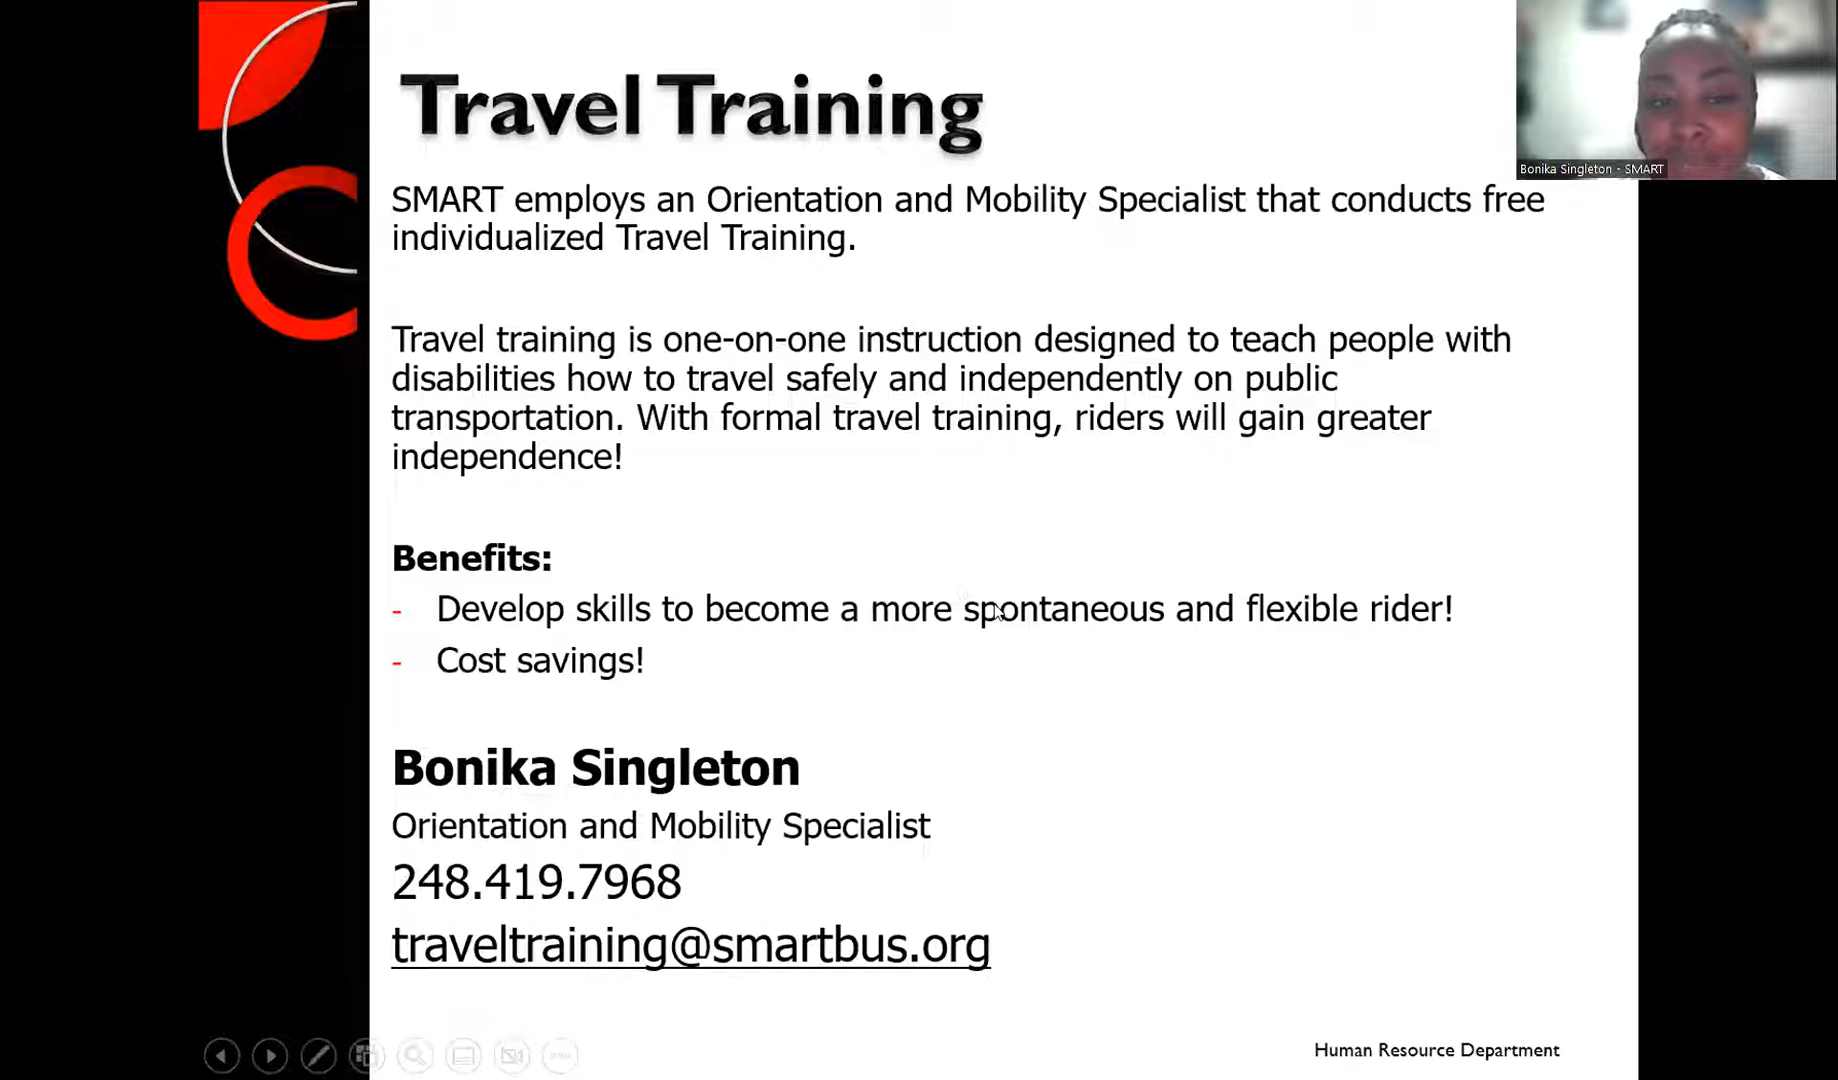 Travel Training
Bonika Singleton - SMART
SMART employs an Orientation and Mobility Specialist that conducts free
individualized Travel Training.
Travel training is one-on-one instruction designed to teach people with
disabilities how to travel safely and independently on public
transportation. With formal travel training, riders will gain greater
independence!
Benefits:
- Develop skills to become a more spontaneous and flexible rider!
- Cost savings!
Bonika Singleton
Orientation and Mobility Specialist
248.419.7968
traveltraining@smartbus.org
Human Resource Department